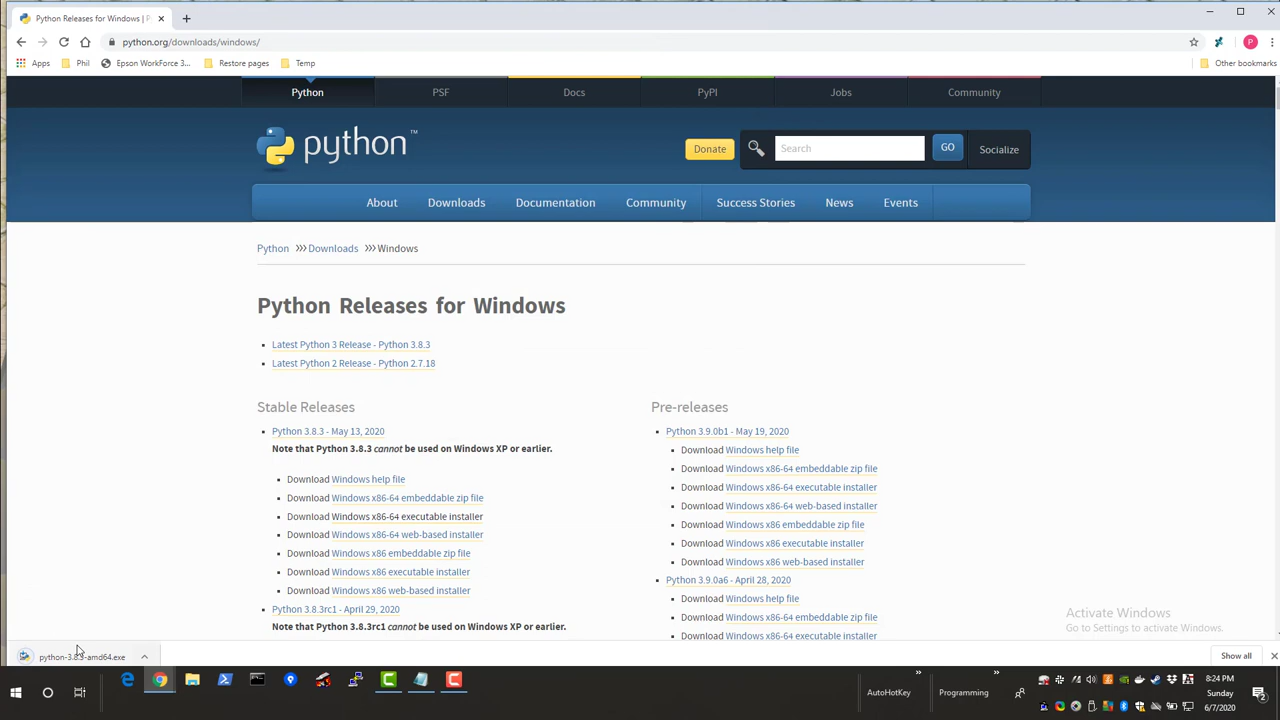 Python Releases for Windows | P
python.org/downloads/windows/
Apps Phil Epson WorkForce 3... Restore pages Temp Other bookmarks
P
Python PSF Docs PyPI Jobs Community
python™
Donate Search GO Socialize
About Downloads Documentation Community Success Stories News Events
Python Downloads Windows
Python Releases for Windows
Latest Python 3 Release - Python 3.8.3
Latest Python 2 Release - Python 2.7.18
Stable Releases
Python 3.8.3 - May 13, 2020
Note that Python 3.8.3 cannot be used on Windows XP or earlier.
Download Windows help file
Download Windows x86-64 embeddable zip file
Download Windows x86-64 executable installer
Download Windows x86-64 web-based installer
Download Windows x86 embeddable zip file
Download Windows x86 executable installer
Download Windows x86 web-based installer
Python 3.8.3rc1 - April 29, 2020
Note that Python 3.8.3rc1 cannot be used on Windows XP or earlier.
Pre-releases
Python 3.9.0b1 - May 19, 2020
Download Windows help file
Download Windows x86-64 embeddable zip file
Download Windows x86-64 executable installer
Download Windows x86-64 web-based installer
Download Windows x86 embeddable zip file
Download Windows x86 executable installer
Download Windows x86 web-based installer
Python 3.9.0a6 - April 28, 2020
Download Windows help file
Download Windows x86-64 embeddable zip file
Download Windows x86-64 executable installer
Activate Windows
Go to Settings to activate Windows.
python-3.8.3-amd64.exe
Show all
AutoHotKey
Programming
8:24 PM
Sunday
6/7/2020
2